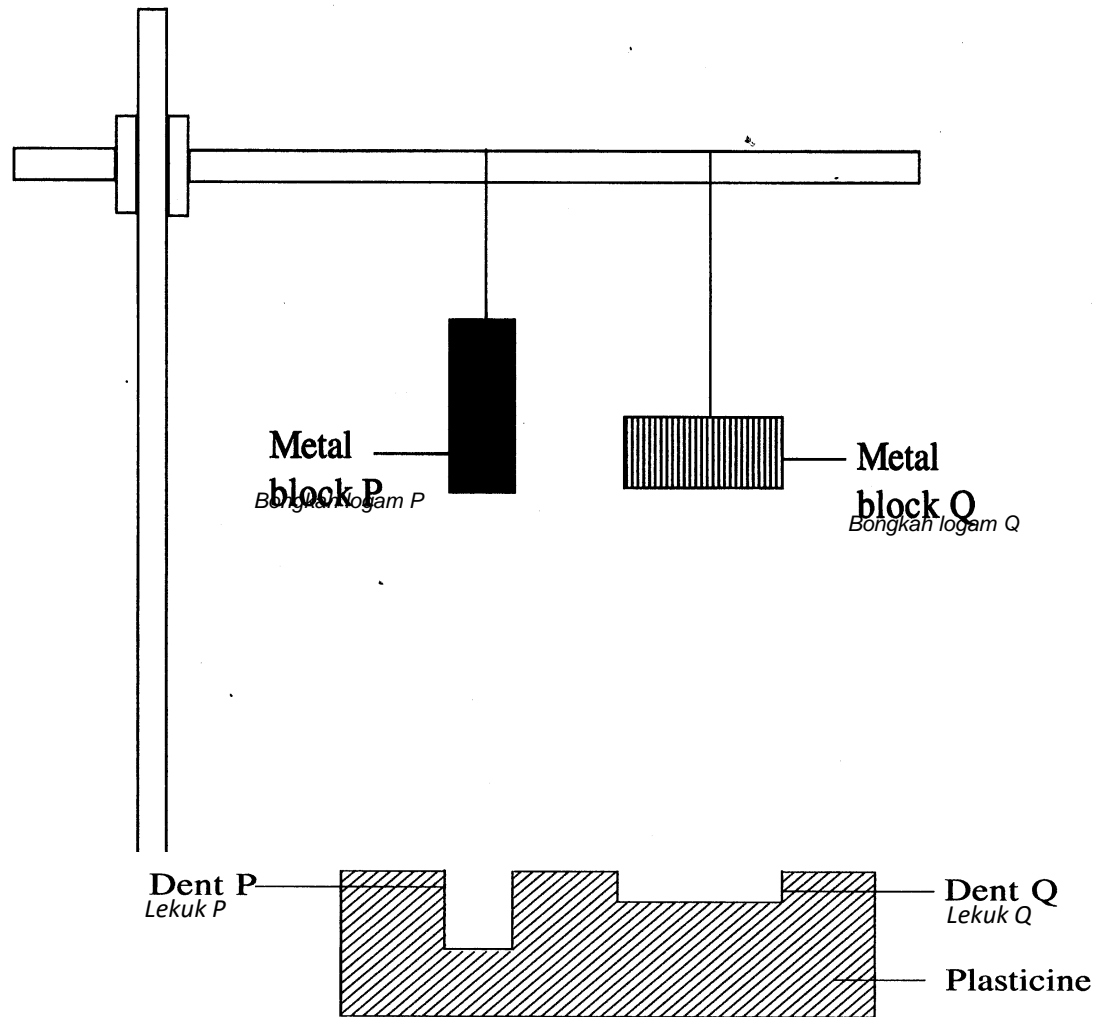 Metal
block P
Bongkah logam P
Metal
block Q
Bongkah logam Q
Dent P
Lekuk P
Dent Q
Lekuk Q
Plasticine